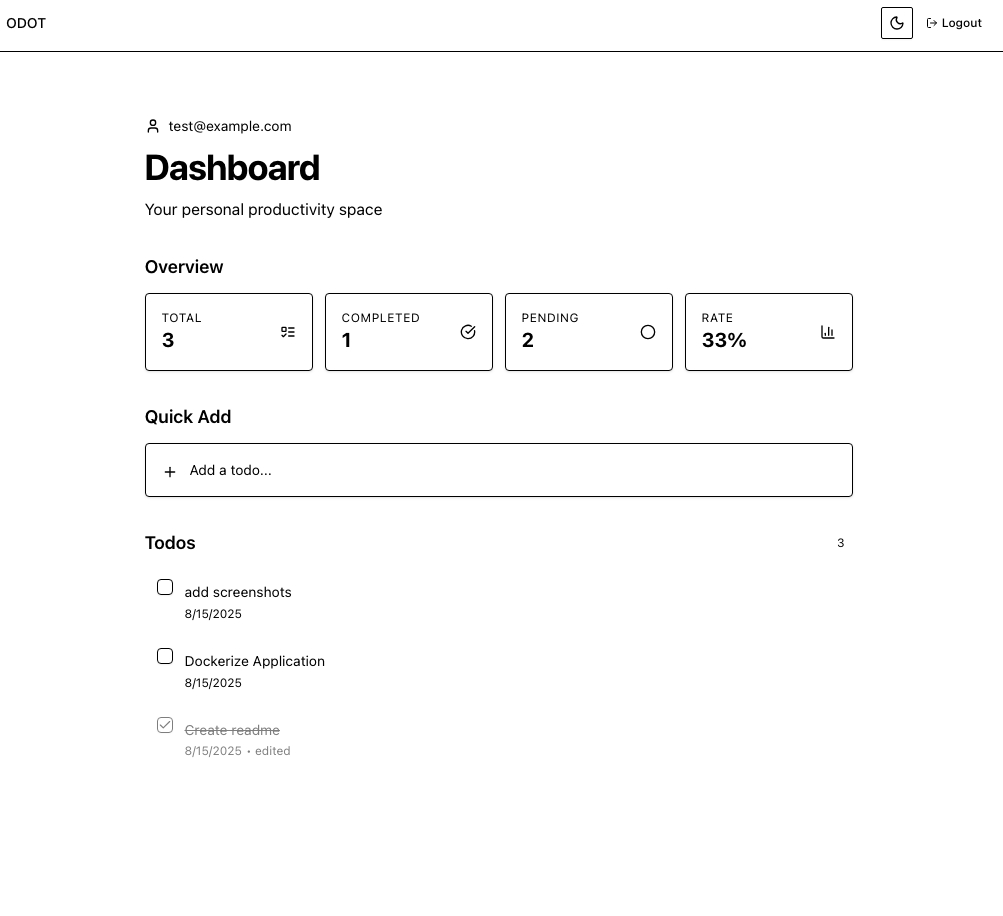 ODOT
Logout
test@example.com
Dashboard
Your personal productivity space
Overview
TOTAL
3
COMPLETED
1
PENDING
2
RATE
33%
Quick Add
Add a todo...
Todos
3
add screenshots
8/15/2025
Dockerize Application
8/15/2025
Create readme
8/15/2025 • edited